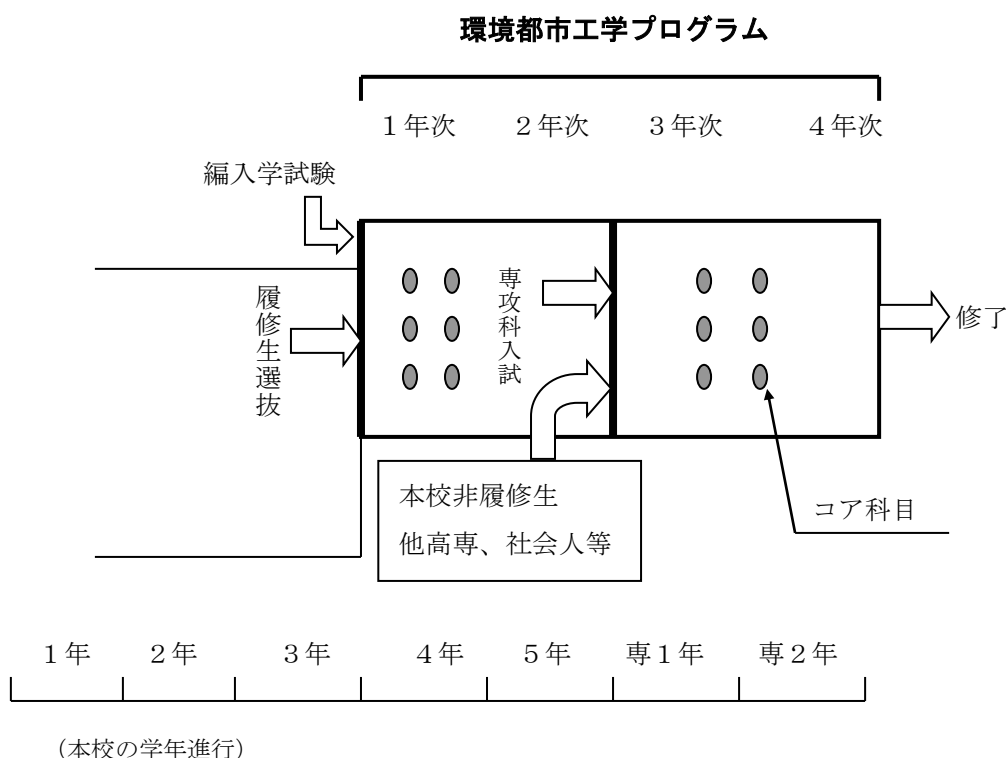 環境都市工学プログラム
１年次 ２年次 ３年次 ４年次
編入学試験
履修生選抜
専攻科入試
修了
本校非履修生
他高専、社会人等
コア科目
１年 ２年 ３年 ４年 ５年 専１年 専２年
（本校の学年進行）